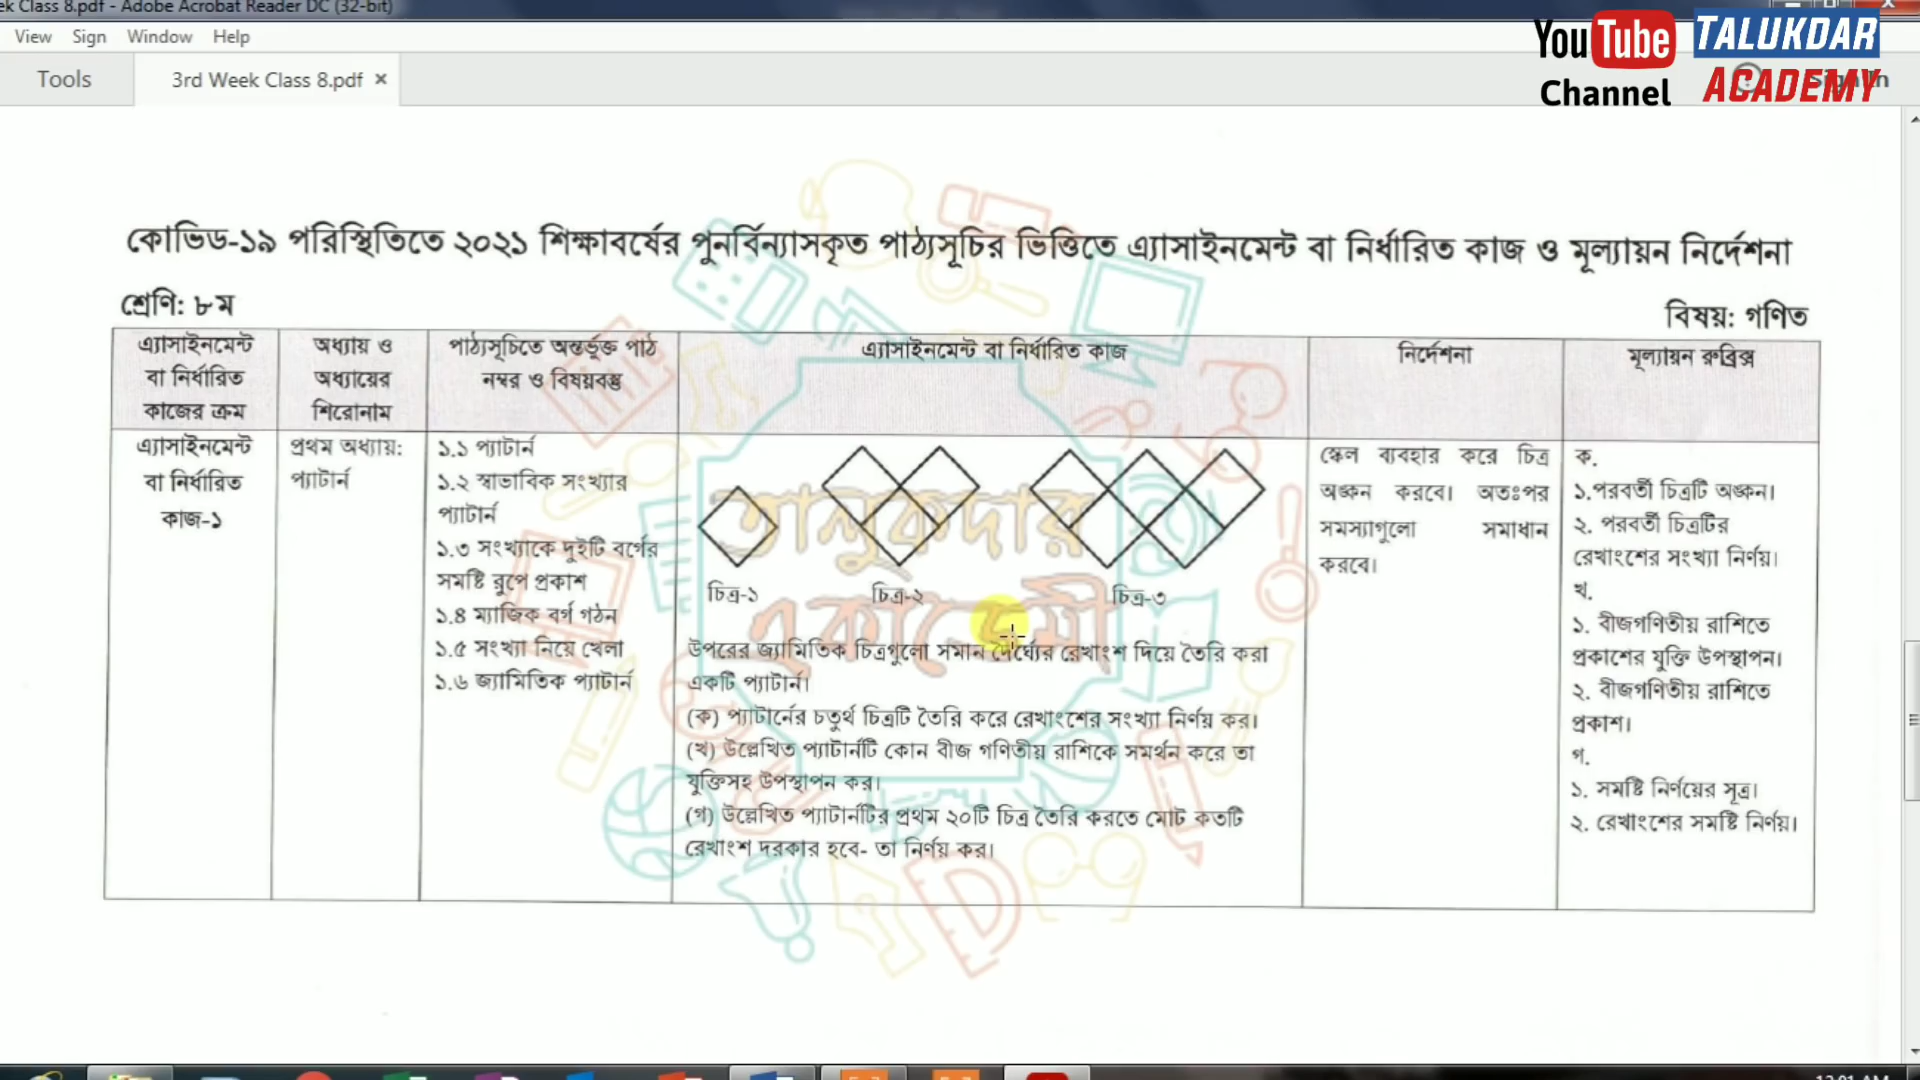 ek Class 8.pdf - Adobe Acrobat Reader DC (32-bit)
View Sign Window Help
Tools
3rd Week Class 8.pdf ×
YouTube TALUKDAR
Channel ACADEMY
কোভিড-১৯ পরিস্থিতিতে ২০২১ শিক্ষাবর্ষের পুনর্বিন্যাসকৃত পাঠ্যসূচির ভিত্তিতে এ্যাসাইনমেন্ট বা নির্ধারিত কাজ ও মূল্যায়ন নির্দেশনা
শ্রেণি: ৮ম
বিষয়: গণিত
এ্যাসাইনমেন্ট
বা নির্ধারিত
কাজের ক্রম
অধ্যায় ও
অধ্যায়ের
শিরোনাম
পাঠ্যসূচিতে অন্তর্ভুক্ত পাঠ
নম্বর ও বিষয়বস্তু
এ্যাসাইনমেন্ট বা নির্ধারিত কাজ
নির্দেশনা
মূল্যায়ন রুব্রিক্স
এ্যাসাইনমেন্ট
বা নির্ধারিত
কাজ-১
প্রথম অধ্যায়:
প্যাটার্ন
১.১ প্যাটার্ন
১.২ স্বাভাবিক সংখ্যার
প্যাটার্ন
১.৩ সংখ্যাকে দুইটি বর্গের
সমষ্টি রুপে প্রকাশ
১.৪ ম্যাজিক বর্গ গঠন
১.৫ সংখ্যা নিয়ে খেলা
১.৬ জ্যামিতিক প্যাটার্ন
তালুকদার
একাডেমী
চিত্র-১
চিত্র-২
চিত্র-৩
উপরের জ্যামিতিক চিত্রগুলো সমান দৈর্ঘ্যের রেখাংশ দিয়ে তৈরি করা
একটি প্যাটার্ন।
(ক) প্যাটার্নের চতুর্থ চিত্রটি তৈরি করে রেখাংশের সংখ্যা নির্ণয় কর।
(খ) উল্লেখিত প্যাটার্নটি কোন বীজ গণিতীয় রাশিকে সমর্থন করে তা
যুক্তিসহ উপস্থাপন কর।
(গ) উল্লেখিত প্যাটার্নটির প্রথম ২০টি চিত্র তৈরি করতে মোট কতটি
রেখাংশ দরকার হবে- তা নির্ণয় কর।
স্কেল ব্যবহার করে চিত্র
অঙ্কন করবে। অতঃপর
সমস্যাগুলো সমাধান
করবে।
ক.
১.পরবর্তী চিত্রটি অঙ্কন।
২. পরবর্তী চিত্রটির
রেখাংশের সংখ্যা নির্ণয়।
খ.
১. বীজগণিতীয় রাশিতে
প্রকাশের যুক্তি উপস্থাপন।
২. বীজগণিতীয় রাশিতে
প্রকাশ।
গ.
১. সমষ্টি নির্ণয়ের সূত্র।
২. রেখাংশের সমষ্টি নির্ণয়।